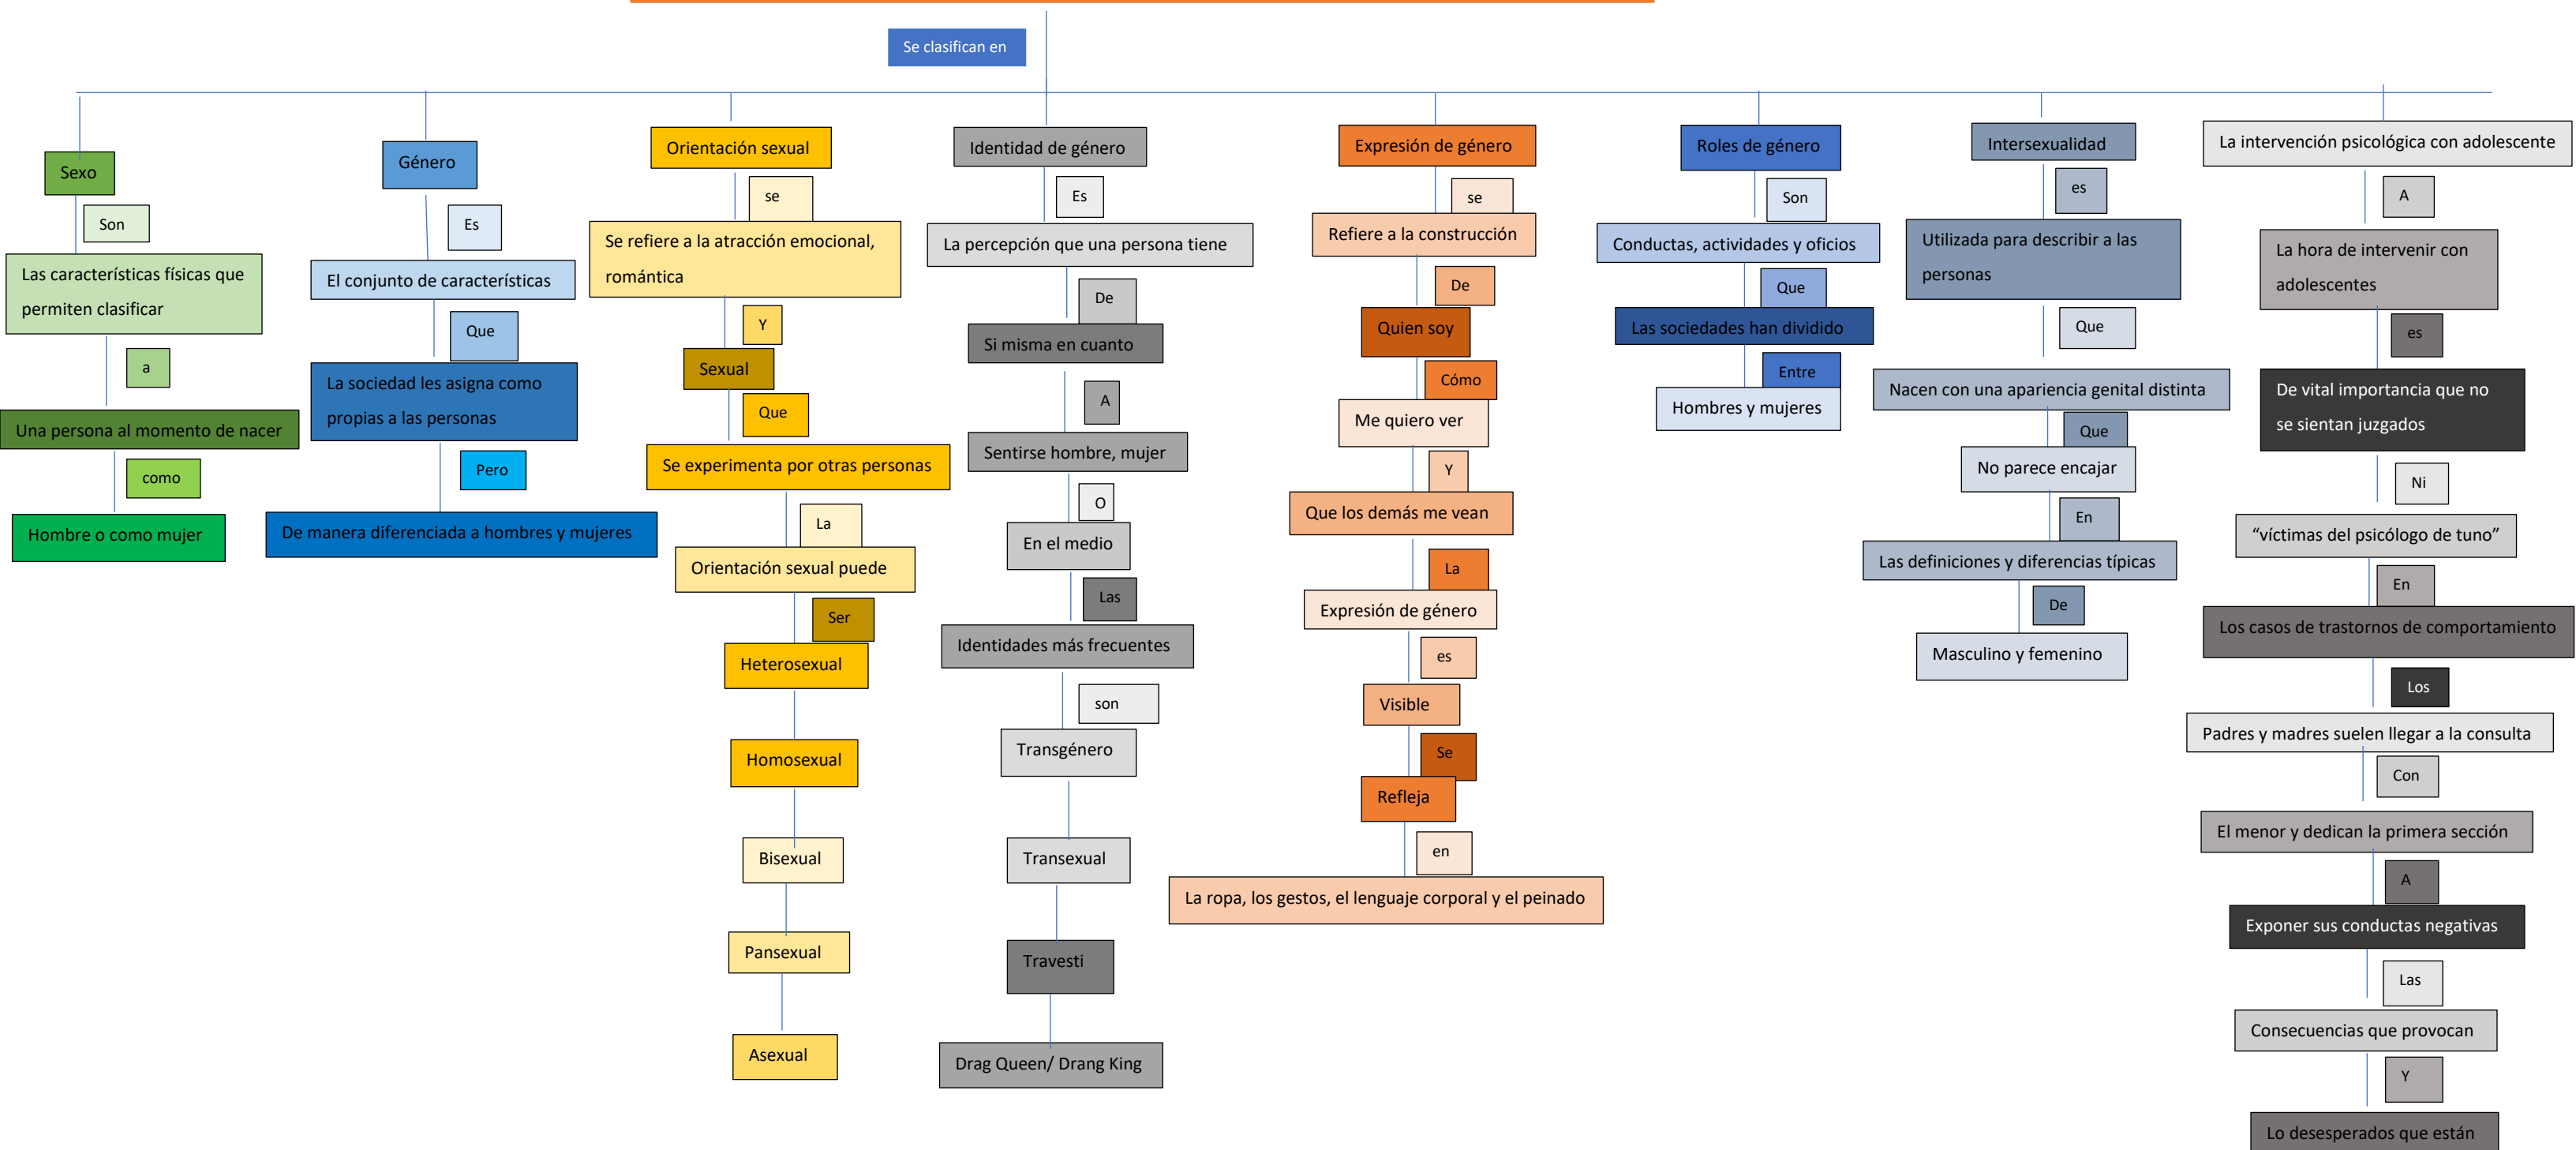 Se clasifican en
Sexo
Son
Las características físicas que
permiten clasificar
a
Una persona al momento de nacer
como
Hombre o como mujer
Género
Es
El conjunto de características
Que
La sociedad les asigna como
propias a las personas
Pero
De manera diferenciada a hombres y mujeres
Orientación sexual
se
Se refiere a la atracción emocional,
romántica
Y
Sexual
Que
Se experimenta por otras personas
La
Orientación sexual puede
Ser
Heterosexual
Homosexual
Bisexual
Pansexual
Asexual
Identidad de género
Es
La percepción que una persona tiene
De
Si misma en cuanto
A
Sentirse hombre, mujer
O
En el medio
Las
Identidades más frecuentes
son
Transgénero
Transexual
Travesti
Drag Queen/ Drang King
Expresión de género
se
Refiere a la construcción
De
Quien soy
Cómo
Me quiero ver
Y
Que los demás me vean
La
Expresión de género
es
Visible
Se
Refleja
en
La ropa, los gestos, el lenguaje corporal y el peinado
Roles de género
Son
Conductas, actividades y oficios
Que
Las sociedades han dividido
Entre
Hombres y mujeres
Intersexualidad
es
Utilizada para describir a las
personas
Que
Nacen con una apariencia genital distinta
Que
No parece encajar
En
Las definiciones y diferencias típicas
De
Masculino y femenino
La intervención psicológica con adolescente
A
La hora de intervenir con
adolescentes
es
De vital importancia que no
se sientan juzgados
Ni
“víctimas del psicólogo de tuno”
En
Los casos de trastornos de comportamiento
Los
Padres y madres suelen llegar a la consulta
Con
El menor y dedican la primera sección
A
Exponer sus conductas negativas
Las
Consecuencias que provocan
Y
Lo desesperados que están